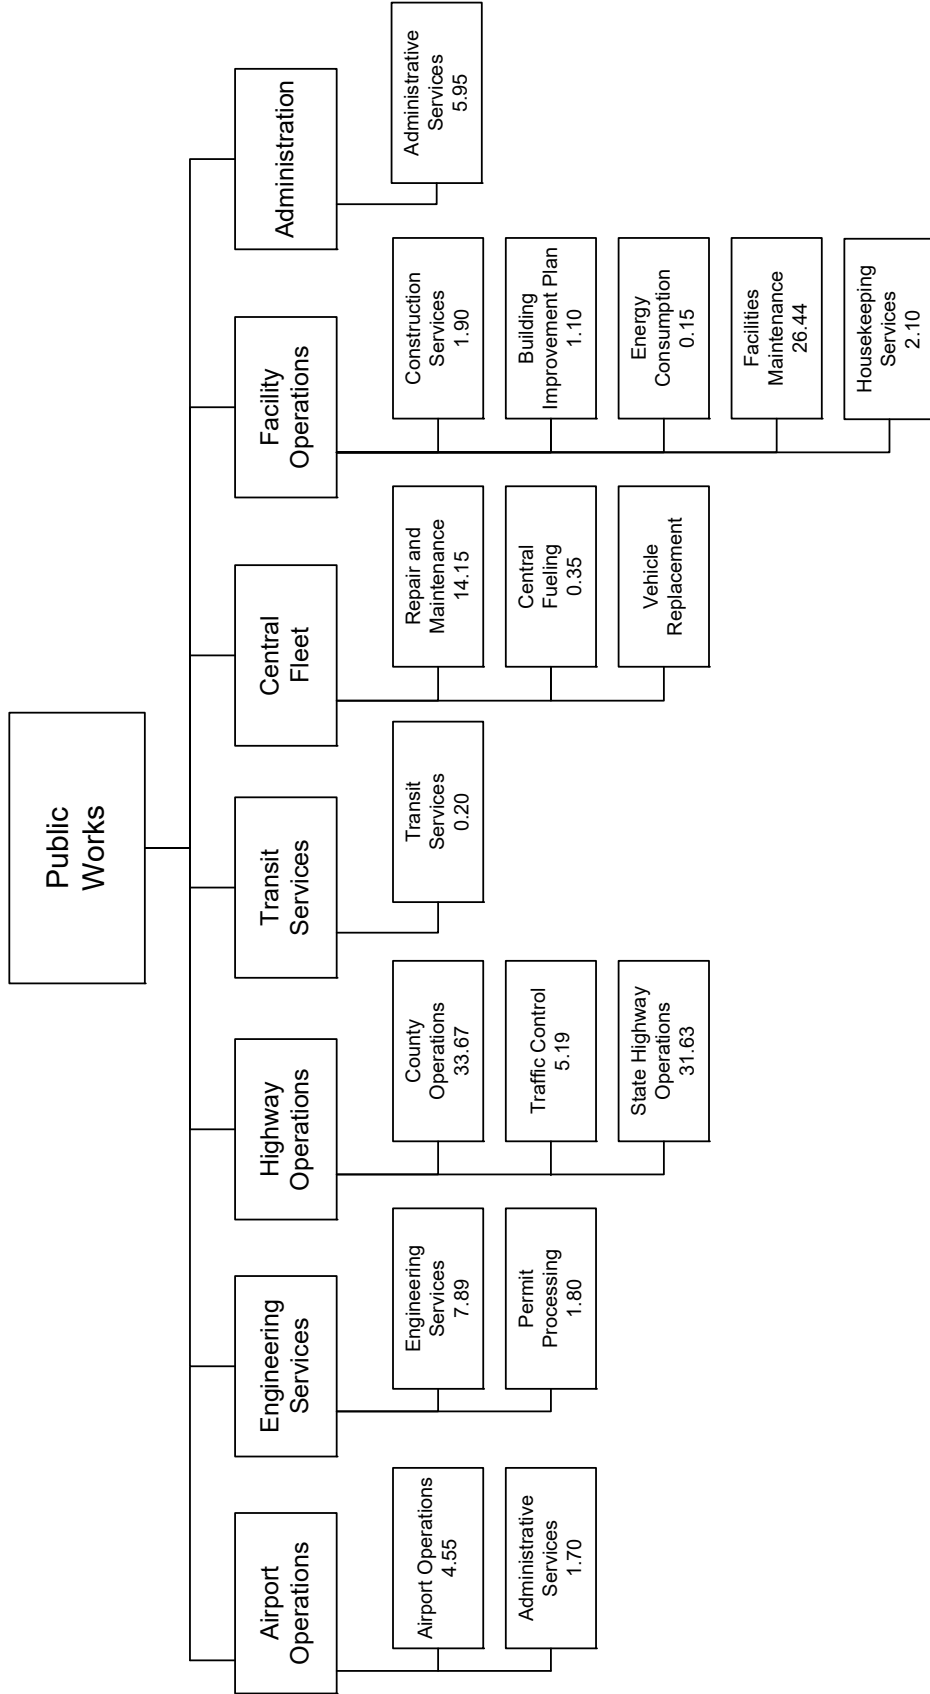 Public
Works
Airport
Operations
Airport Operations
4.55
Administrative
Services
1.70
Engineering
Services
Engineering
Services
7.89
Permit
Processing
1.80
Highway
Operations
County
Operations
33.67
Traffic Control
5.19
State Highway
Operations
31.63
Transit
Services
Transit
Services
0.20
Central
Fleet
Repair and
Maintenance
14.15
Central
Fueling
0.35
Vehicle
Replacement
Facility
Operations
Construction
Services
1.90
Building
Improvement Plan
1.10
Energy
Consumption
0.15
Facilities
Maintenance
26.44
Housekeeping
Services
2.10
Administration
Administrative
Services
5.95